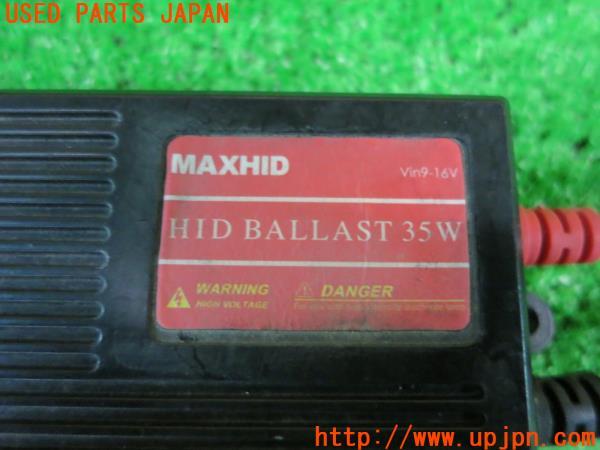 USED PARTS JAPAN
MAXHID
Vin9-16V
HID BALLAST 35W
WARNING
HIGH VOLTAGE
DANGER
http://www.upjpn.com/